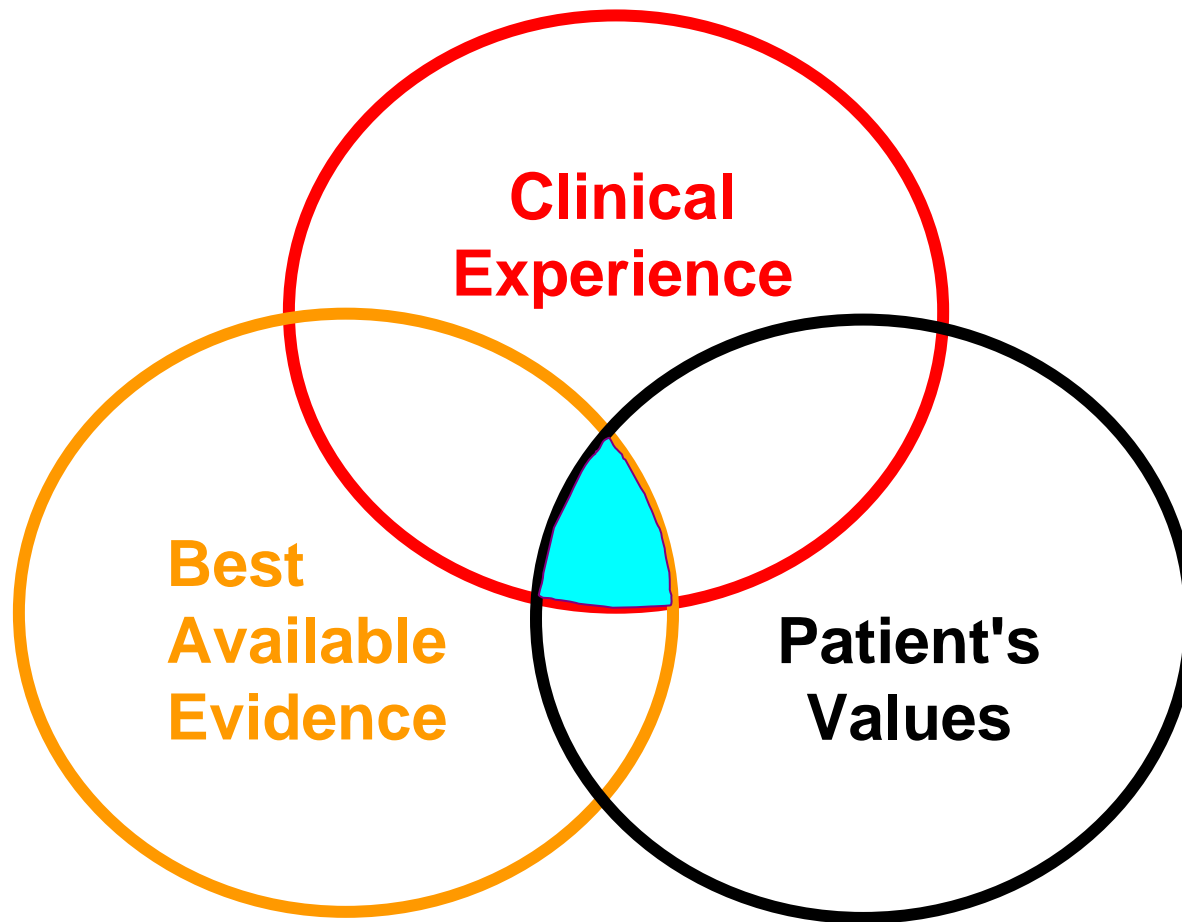 Clinical
Experience
Best
Available
Evidence
Patient's
Values